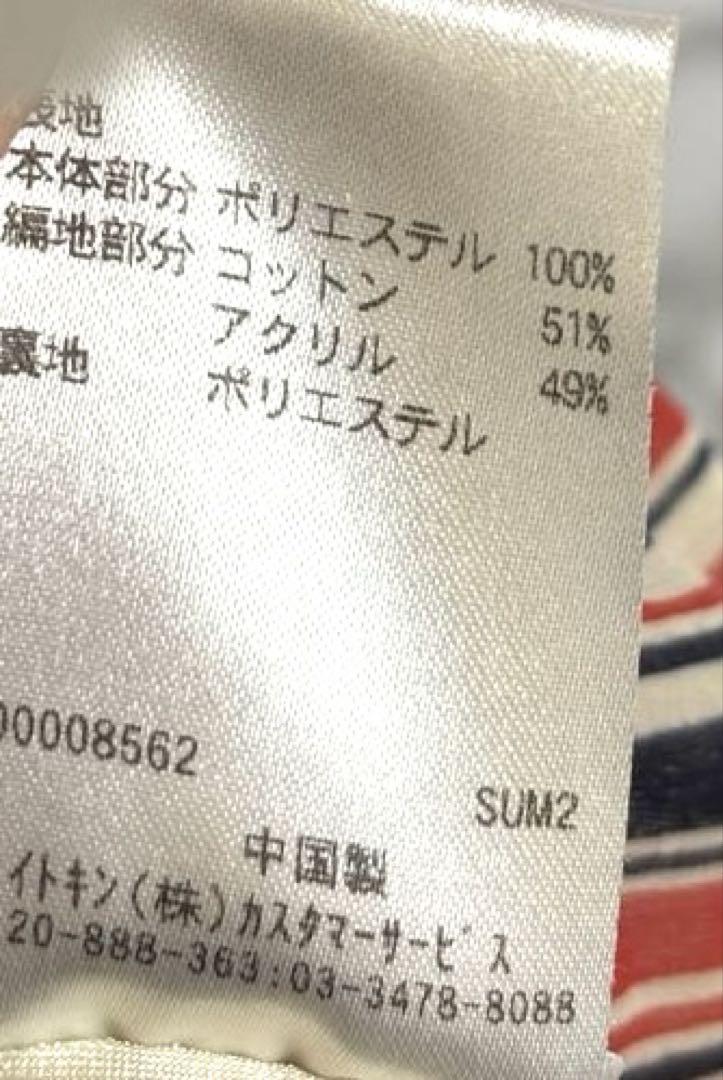 表地
本体部分 ポリエステル 100%
編地部分 コットン 51%
アクリル 49%
裏地 ポリエステル
00008562
SUM2
中国製
イトキン(株)カスタマーサービス
20-888-363:03-3478-8088